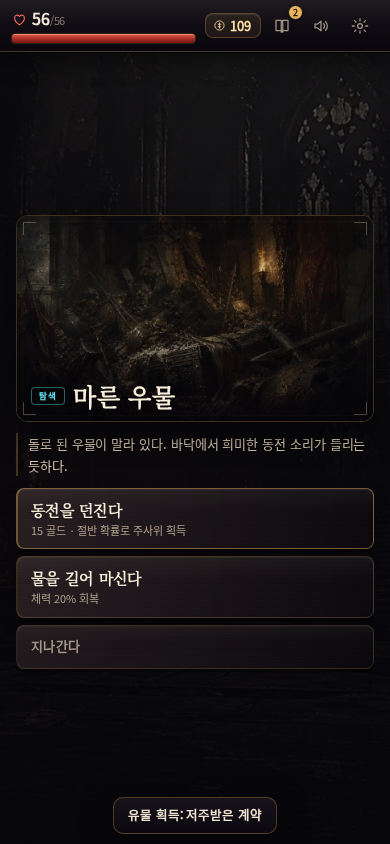 56/56
109
2
탐색
마른 우물
돌로 된 우물이 말라 있다. 바닥에서 희미한 동전 소리가 들리는
듯하다.
동전을 던진다
15 골드 · 절반 확률로 주사위 획득
물을 길어 마신다
체력 20% 회복
지나간다
유물 획득: 저주받은 계약